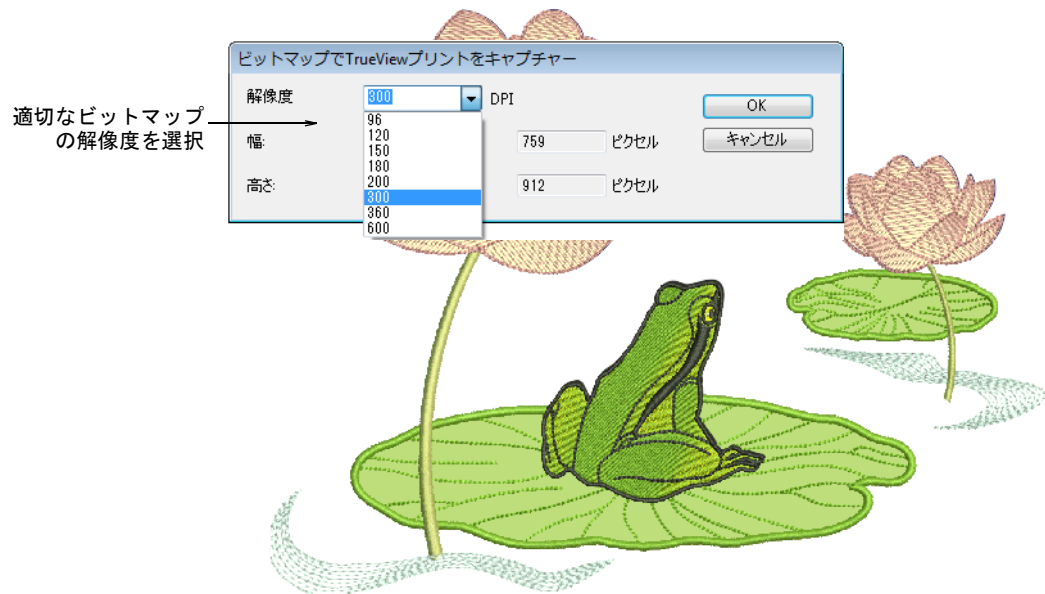 ビットマップでTrueViewプリントをキャプチャー
適切なビットマップ
の解像度を選択
解像度 300 DPI
OK
96
120
幅: 759 ピクセル
キャンセル
150
180
高さ: 912 ピクセル
200
300
360
600